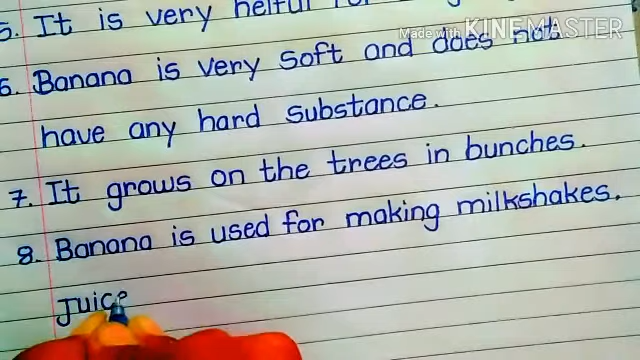 5. It is very
6. Banana is very soft and does not
have any hard substance.
7. It grows on the trees in bunches.
8. Banana is used for making milkshakes.
Juice
Made with KINEMASTER